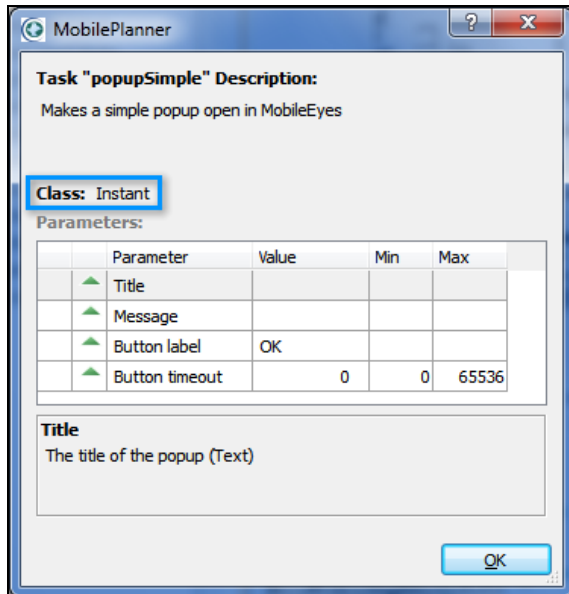 MobilePlanner
?
X
Task "popupSimple" Description:
Makes a simple popup open in MobileEyes
Class: Instant
Parameters:
Parameter Value Min Max
Title
Message
Button label OK
Button timeout 0 0 65536
Title
The title of the popup (Text)
OK